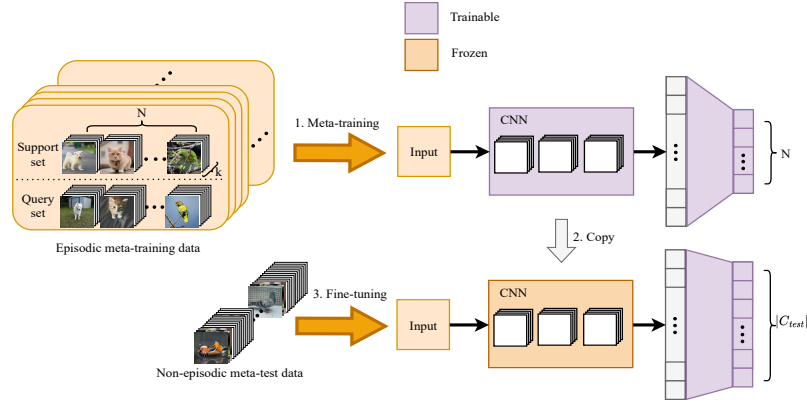 Trainable
Frozen
N
Support
set
k
Query
set
Episodic meta-training data
1. Meta-training
Input
CNN
N
2. Copy
3. Fine-tuning
Input
CNN
|C_test|
Non-episodic meta-test data